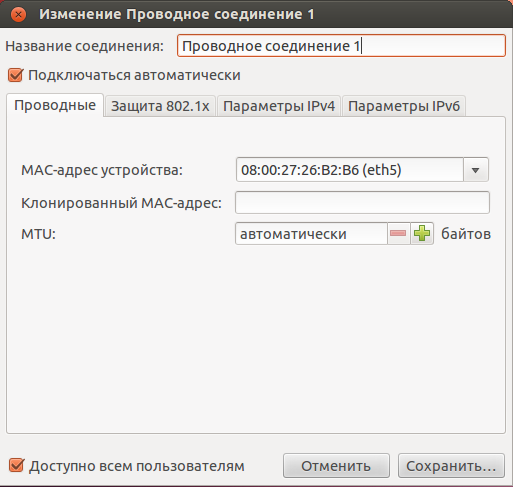 Изменение Проводное соединение 1
Название соединения: Проводное соединение 1
Подключаться автоматически
Проводные Защита 802.1x Параметры IPv4 Параметры IPv6
MAC-адрес устройства: 08:00:27:26:B2:B6 (eth5)
Клонированный MAC-адрес:
MTU: автоматически байтов
Доступно всем пользователям Отменить Сохранить...